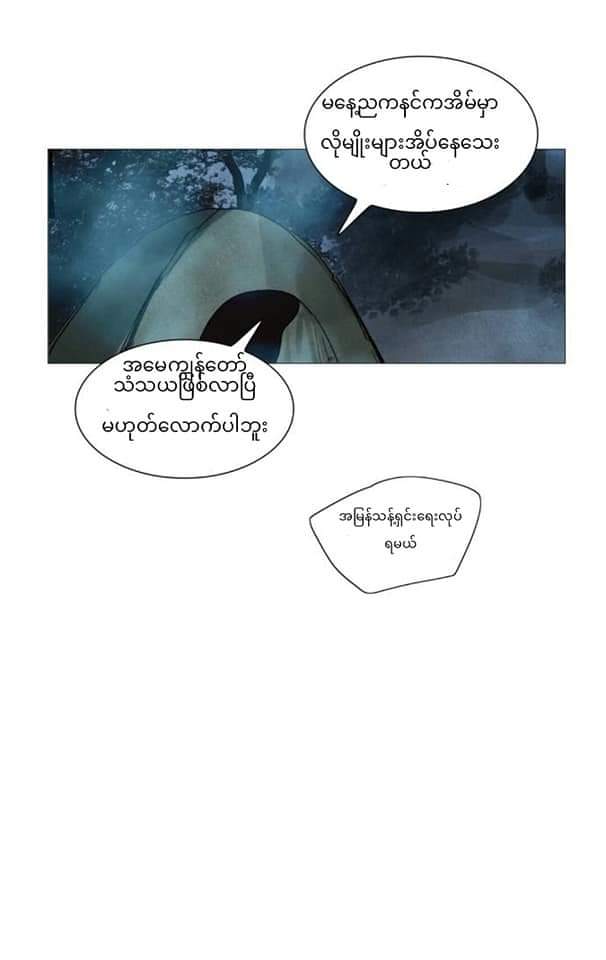 မနေ့ညကနင်ကအိမ်မှာ
လိုမျိုးများအိပ်နေသေး
တယ်
အမေကျွန်တော့်
သံသယဖြစ်လာပြီ
မဟုတ်လောက်ပါဘူး
အမြန်သန့်ရှင်းရေးလုပ်
ရမယ်